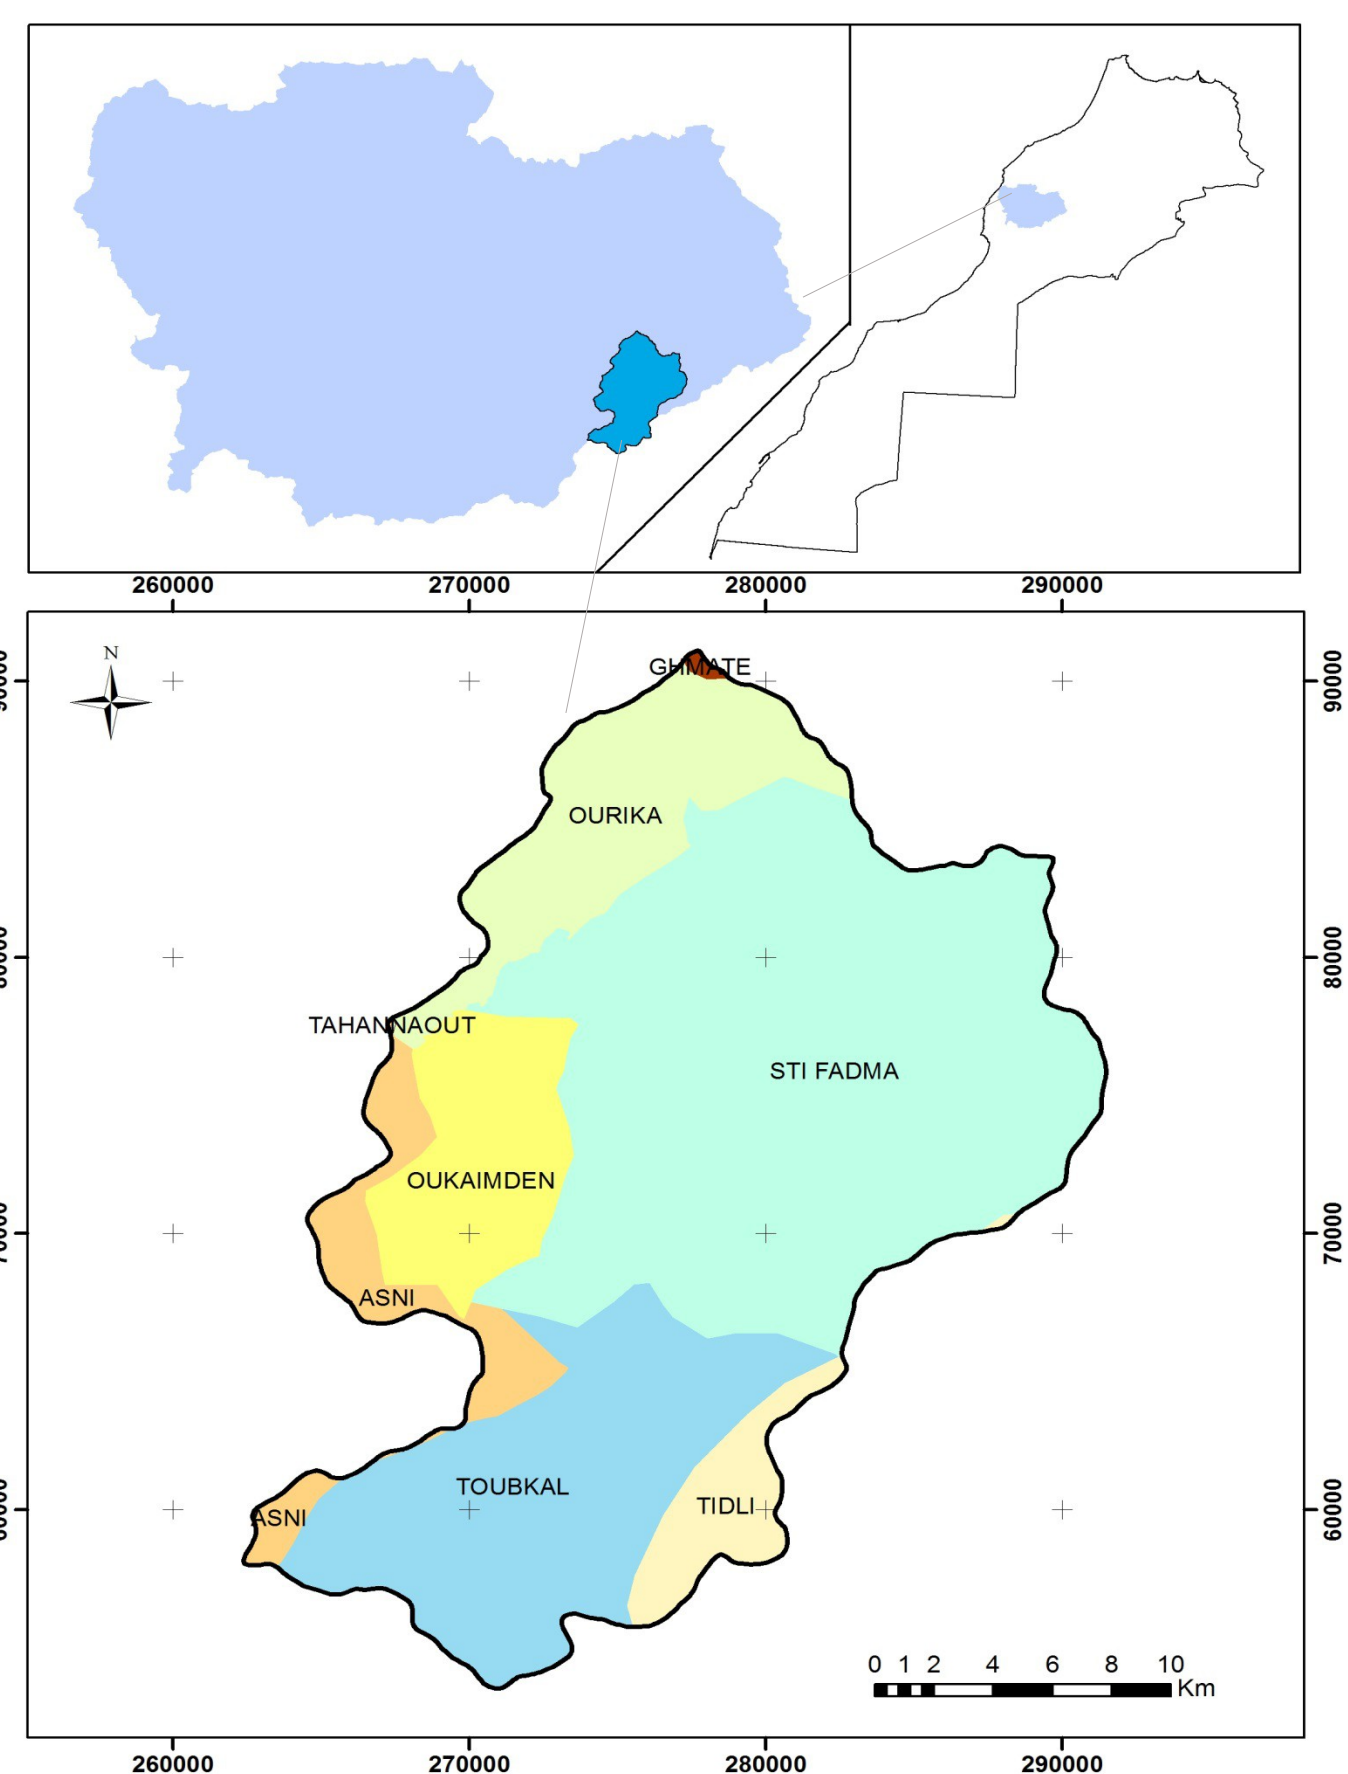 260000 270000 280000 290000
N
GHMATE
90000
OURIKA
80000
TAHANNAOUT
STI FADMA
OUKAIMDEN
70000
ASNI
TOUBKAL
TIDLI
ASNI
60000
0 1 2 4 6 8 10
Km
260000 270000 280000 290000